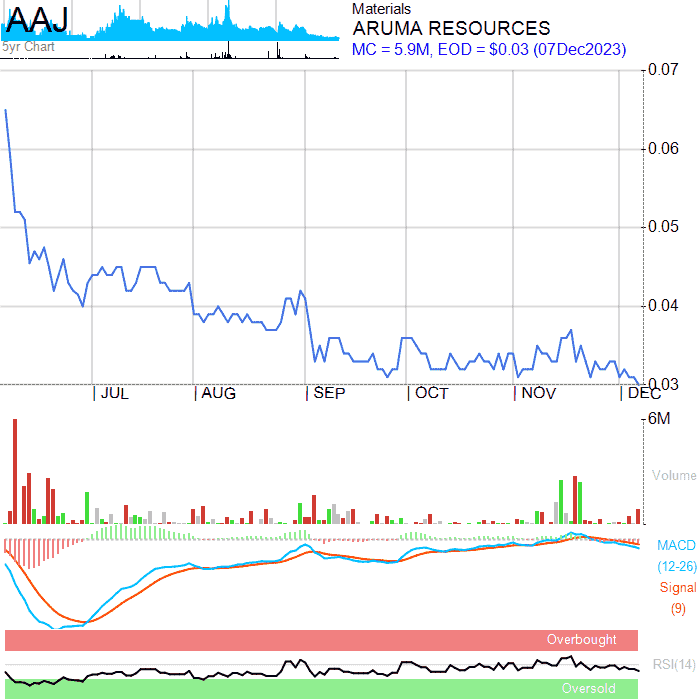 AAJ
5yr Chart
Materials
ARUMA RESOURCES
MC = 5.9M, EOD = $0.03 (07Dec2023)
0.07
0.06
0.05
0.04
0.03
JUL AUG SEP OCT NOV DEC
6M
Volume
MACD
(12-26)
Signal
(9)
Overbought
RSI(14)
Oversold